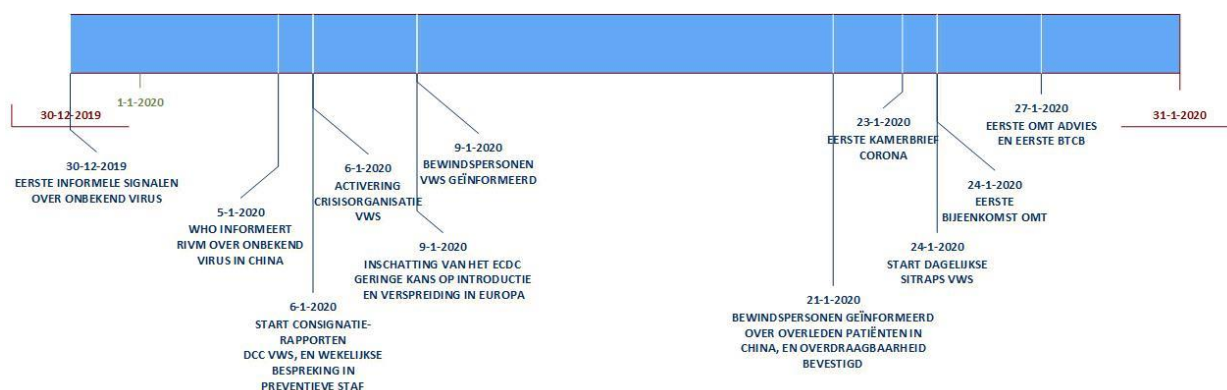 30-12-2019
1-1-2020
30-12-2019
EERSTE INFORMELE SIGNALEN
OVER ONBEKEND VIRUS
5-1-2020
WHO INFORMEERT
RIVM OVER ONBEKEND
VIRUS IN CHINA
6-1-2020
START CONSIGNATIE-
RAPPORTEN
DCC VWS, EN WEKELIJKSE
BESPREKING IN
PREVENTIEVE STAF
6-1-2020
ACTIVERING
CRISISORGANISATIE
VWS
9-1-2020
BEWINDSPERSONEN
VWS GEÏNFORMEERD
9-1-2020
INSCHATTING VAN HET ECDC
GERINGE KANS OP INTRODUCTIE
EN VERSPREIDING IN EUROPA
21-1-2020
BEWINDSPERSONEN GEÏNFORMEERD
OVER OVERLEDEN PATIËNTEN IN
CHINA, EN OVERDRAAGBAARHEID
BEVESTIGD
23-1-2020
EERSTE KAMERBRIEF
CORONA
24-1-2020
START DAGELIJKSE
SITRAPS VWS
24-1-2020
EERSTE
BIJEENKOMST OMT
27-1-2020
EERSTE OMT ADVIES
EN EERSTE BTCB
31-1-2020